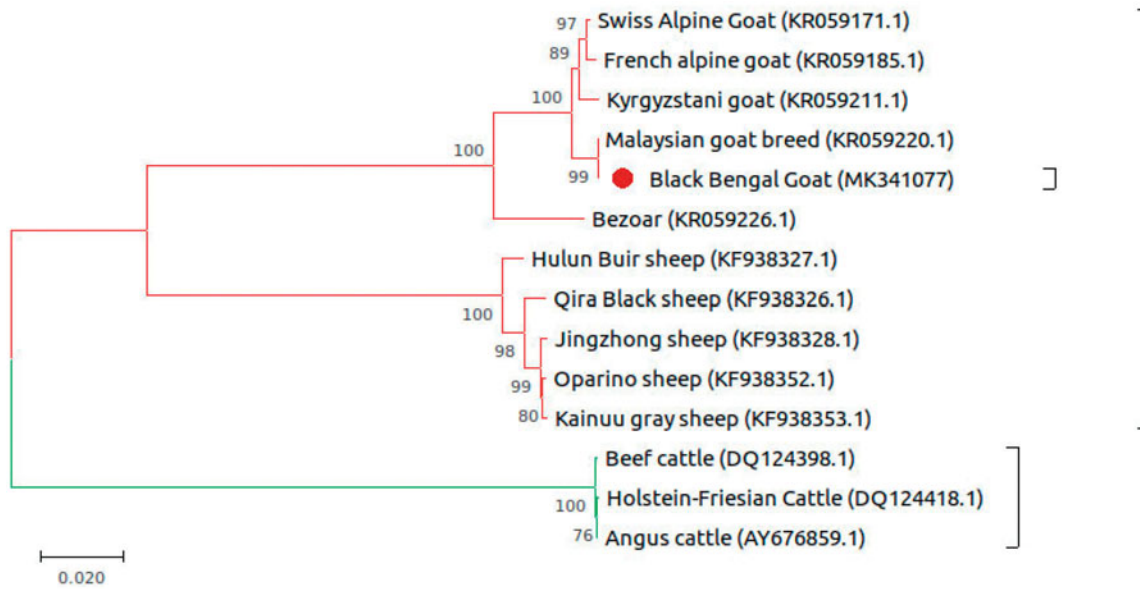 97
Swiss Alpine Goat (KR059171.1)
89
French alpine goat (KR059185.1)
100
Kyrgyzstani goat (KR059211.1)
100
Malaysian goat breed (KR059220.1)
99
Black Bengal Goat (MK341077)
Bezoar (KR059226.1)
Hulun Buir sheep (KF938327.1)
Qira Black sheep (KF938326.1)
100
Jingzhong sheep (KF938328.1)
98
Oparino sheep (KF938352.1)
99
Kainuu gray sheep (KF938353.1)
80
Beef cattle (DQ124398.1)
Holstein-Friesian Cattle (DQ124418.1)
100
Angus cattle (AY676859.1)
76
0.020